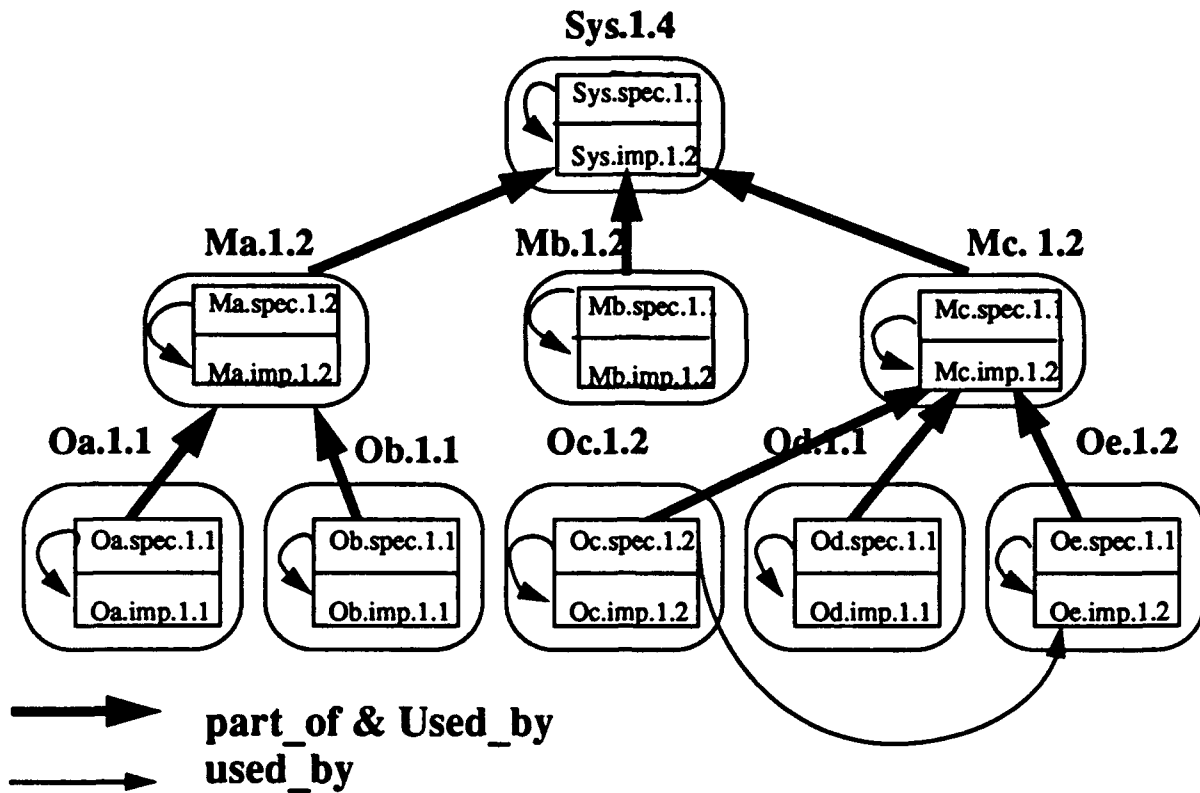 Sys.1.4
Sys.spec.1.1
Sys.imp.1.2
Ma.1.2
Mb.1.2
Mc. 1.2
Ma.spec.1.2
Ma.imp.1.2
Mb.spec.1.1
Mb.imp.1.2
Mc.spec.1.1
Mc.imp.1.2
Oa.1.1
Ob.1.1
Oc.1.2
Od.1.1
Oe.1.2
Oa.spec.1.1
Oa.imp.1.1
Ob.spec.1.1
Ob.imp.1.1
Oc.spec.1.2
Oc.imp.1.2
Od.spec.1.1
Od.imp.1.1
Oe.spec.1.1
Oe.imp.1.2
part_of & Used_by
used_by